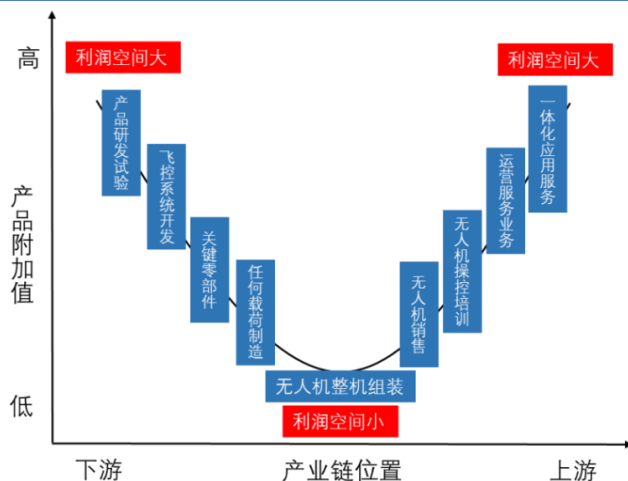 高
利润空间大
利润空间大
产品研发试验
飞控系统开发
关键零部件
任何载荷制造
无人机整机组装
利润空间小
无人机销售
无人机操控培训
运营服务业务
一体化应用服务
产品附加值
低
下游
产业链位置
上游